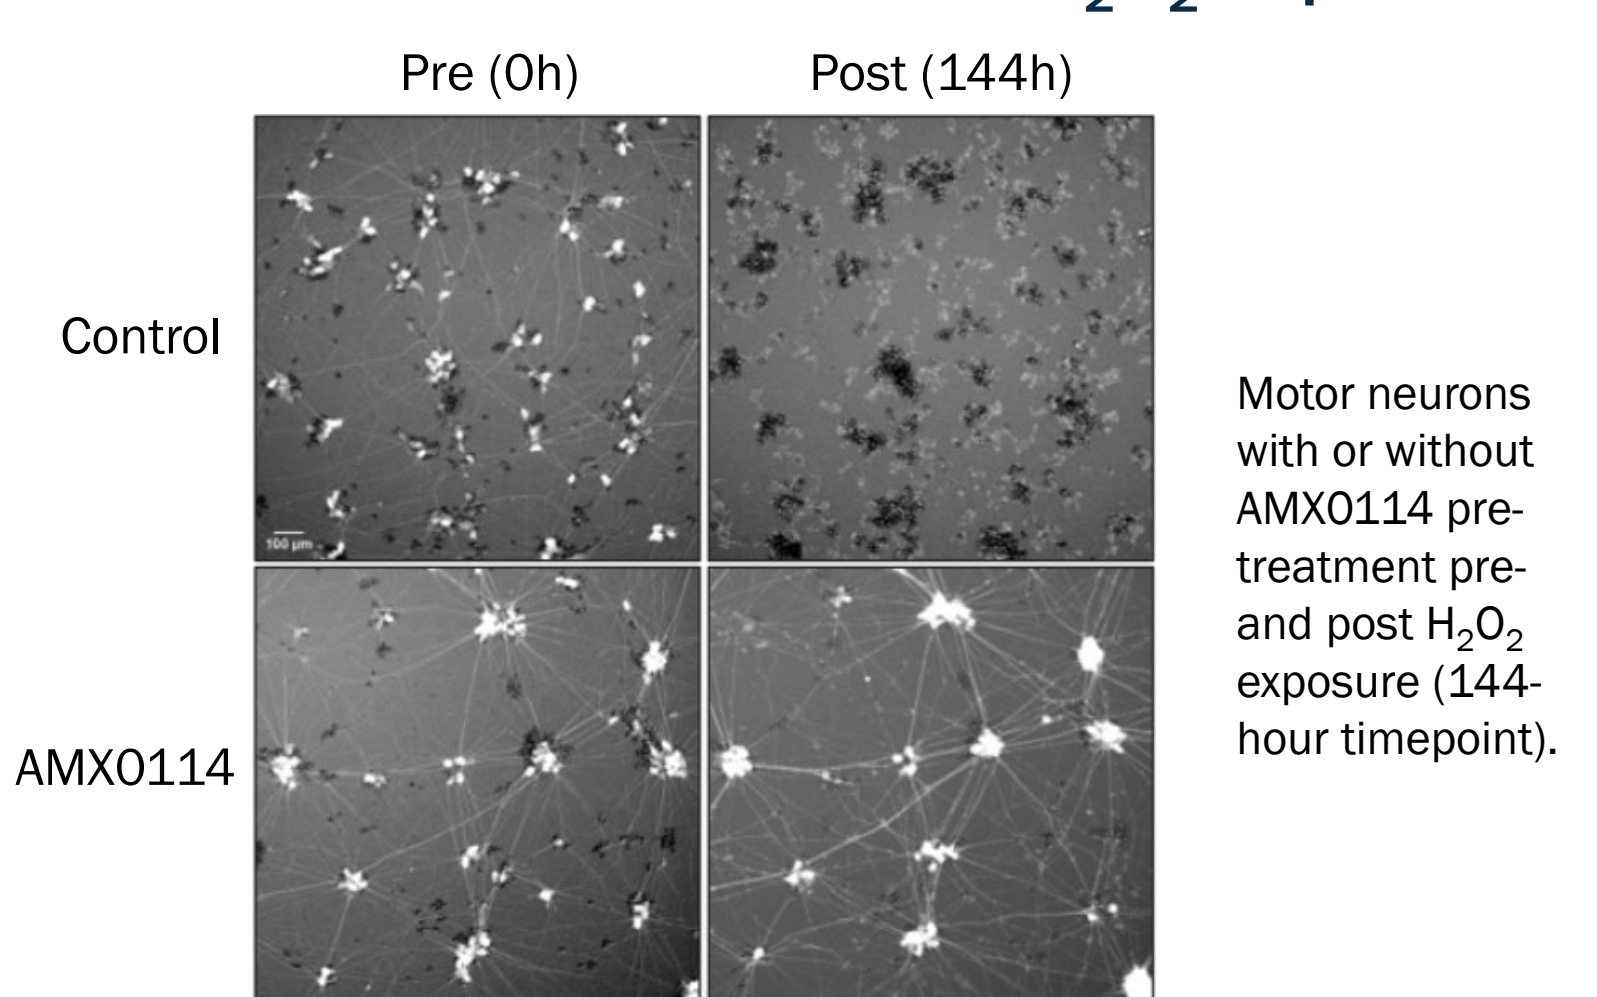 Pre (0h)
Post (144h)
Control
100 µm
AMX0114
Motor neurons
with or without
AMX0114 pre-
treatment pre-
and post H₂O₂
exposure (144-
hour timepoint).